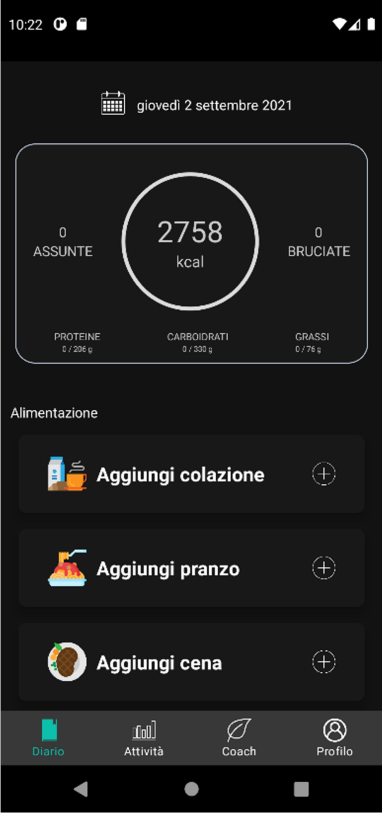 10:22
giovedì 2 settembre 2021
0
ASSUNTE
2758
kcal
0
BRUCIATE
PROTEINE
0 / 206 g
CARBOIDRATI
0 / 330 g
GRASSI
0 / 76 g
Alimentazione
Aggiungi colazione
Aggiungi pranzo
Aggiungi cena
Diario
Attività
Coach
Profilo